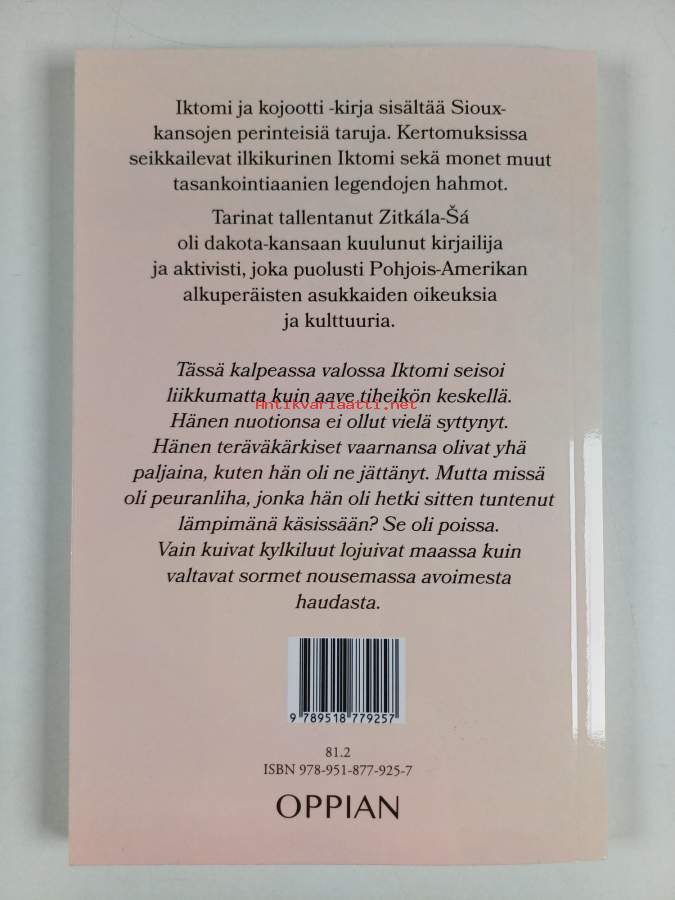 Iktomi ja kojootti -kirja sisältää Sioux-
kansojen perinteisiä taruja. Kertomuksissa
seikkailevat ilkikurinen Iktomi sekä monet muut
tasankointiaanien legendojen hahmot.
Tarinat tallentanut Zitkála-Šá
oli dakota-kansaan kuulunut kirjailija
ja aktivisti, joka puolusti Pohjois-Amerikan
alkuperäisten asukkaiden oikeuksia
ja kulttuuria.
Tässä kalpeassa valossa Iktomi seisoi
liikkumatta kuin aave tiheikön keskellä.
Antikvariaatti.net
Hänen nuotionsa ei ollut vielä syttynyt.
Hänen teräväkärkiset vaarnansa olivat yhä
paljaina, kuten hän oli ne jättänyt. Mutta missä
oli peuranliha, jonka hän oli hetki sitten tuntenut
lämpimänä käsissään? Se oli poissa.
Vain kuivat kylkiluut lojuivat maassa kuin
valtavat sormet nousemassa avoimesta
haudasta.
9 789518 779257
81.2
ISBN 978-951-877-925-7
OPPIAN